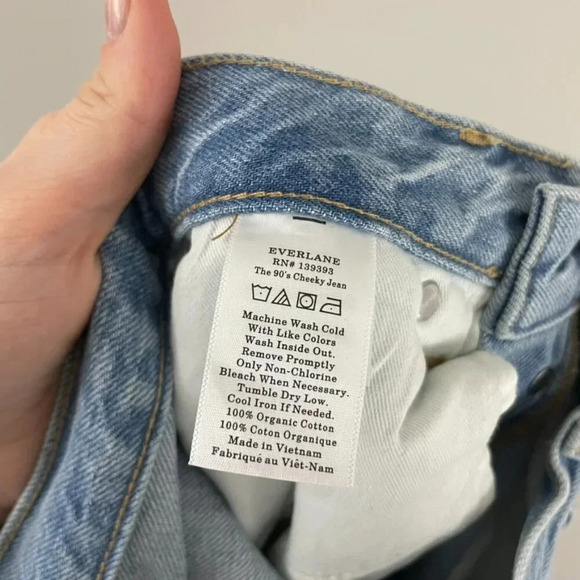 EVERLANE
RN# 139393
The 90's Cheeky Jean
Machine Wash Cold
With Like Colors
Wash Inside Out.
Remove Promptly
Only Non-Chlorine
Bleach When Necessary.
Tumble Dry Low.
Cool Iron If Needed.
100% Organic Cotton
100% Coton Organique
Made in Vietnam
Fabriqué au Viêt-Nam